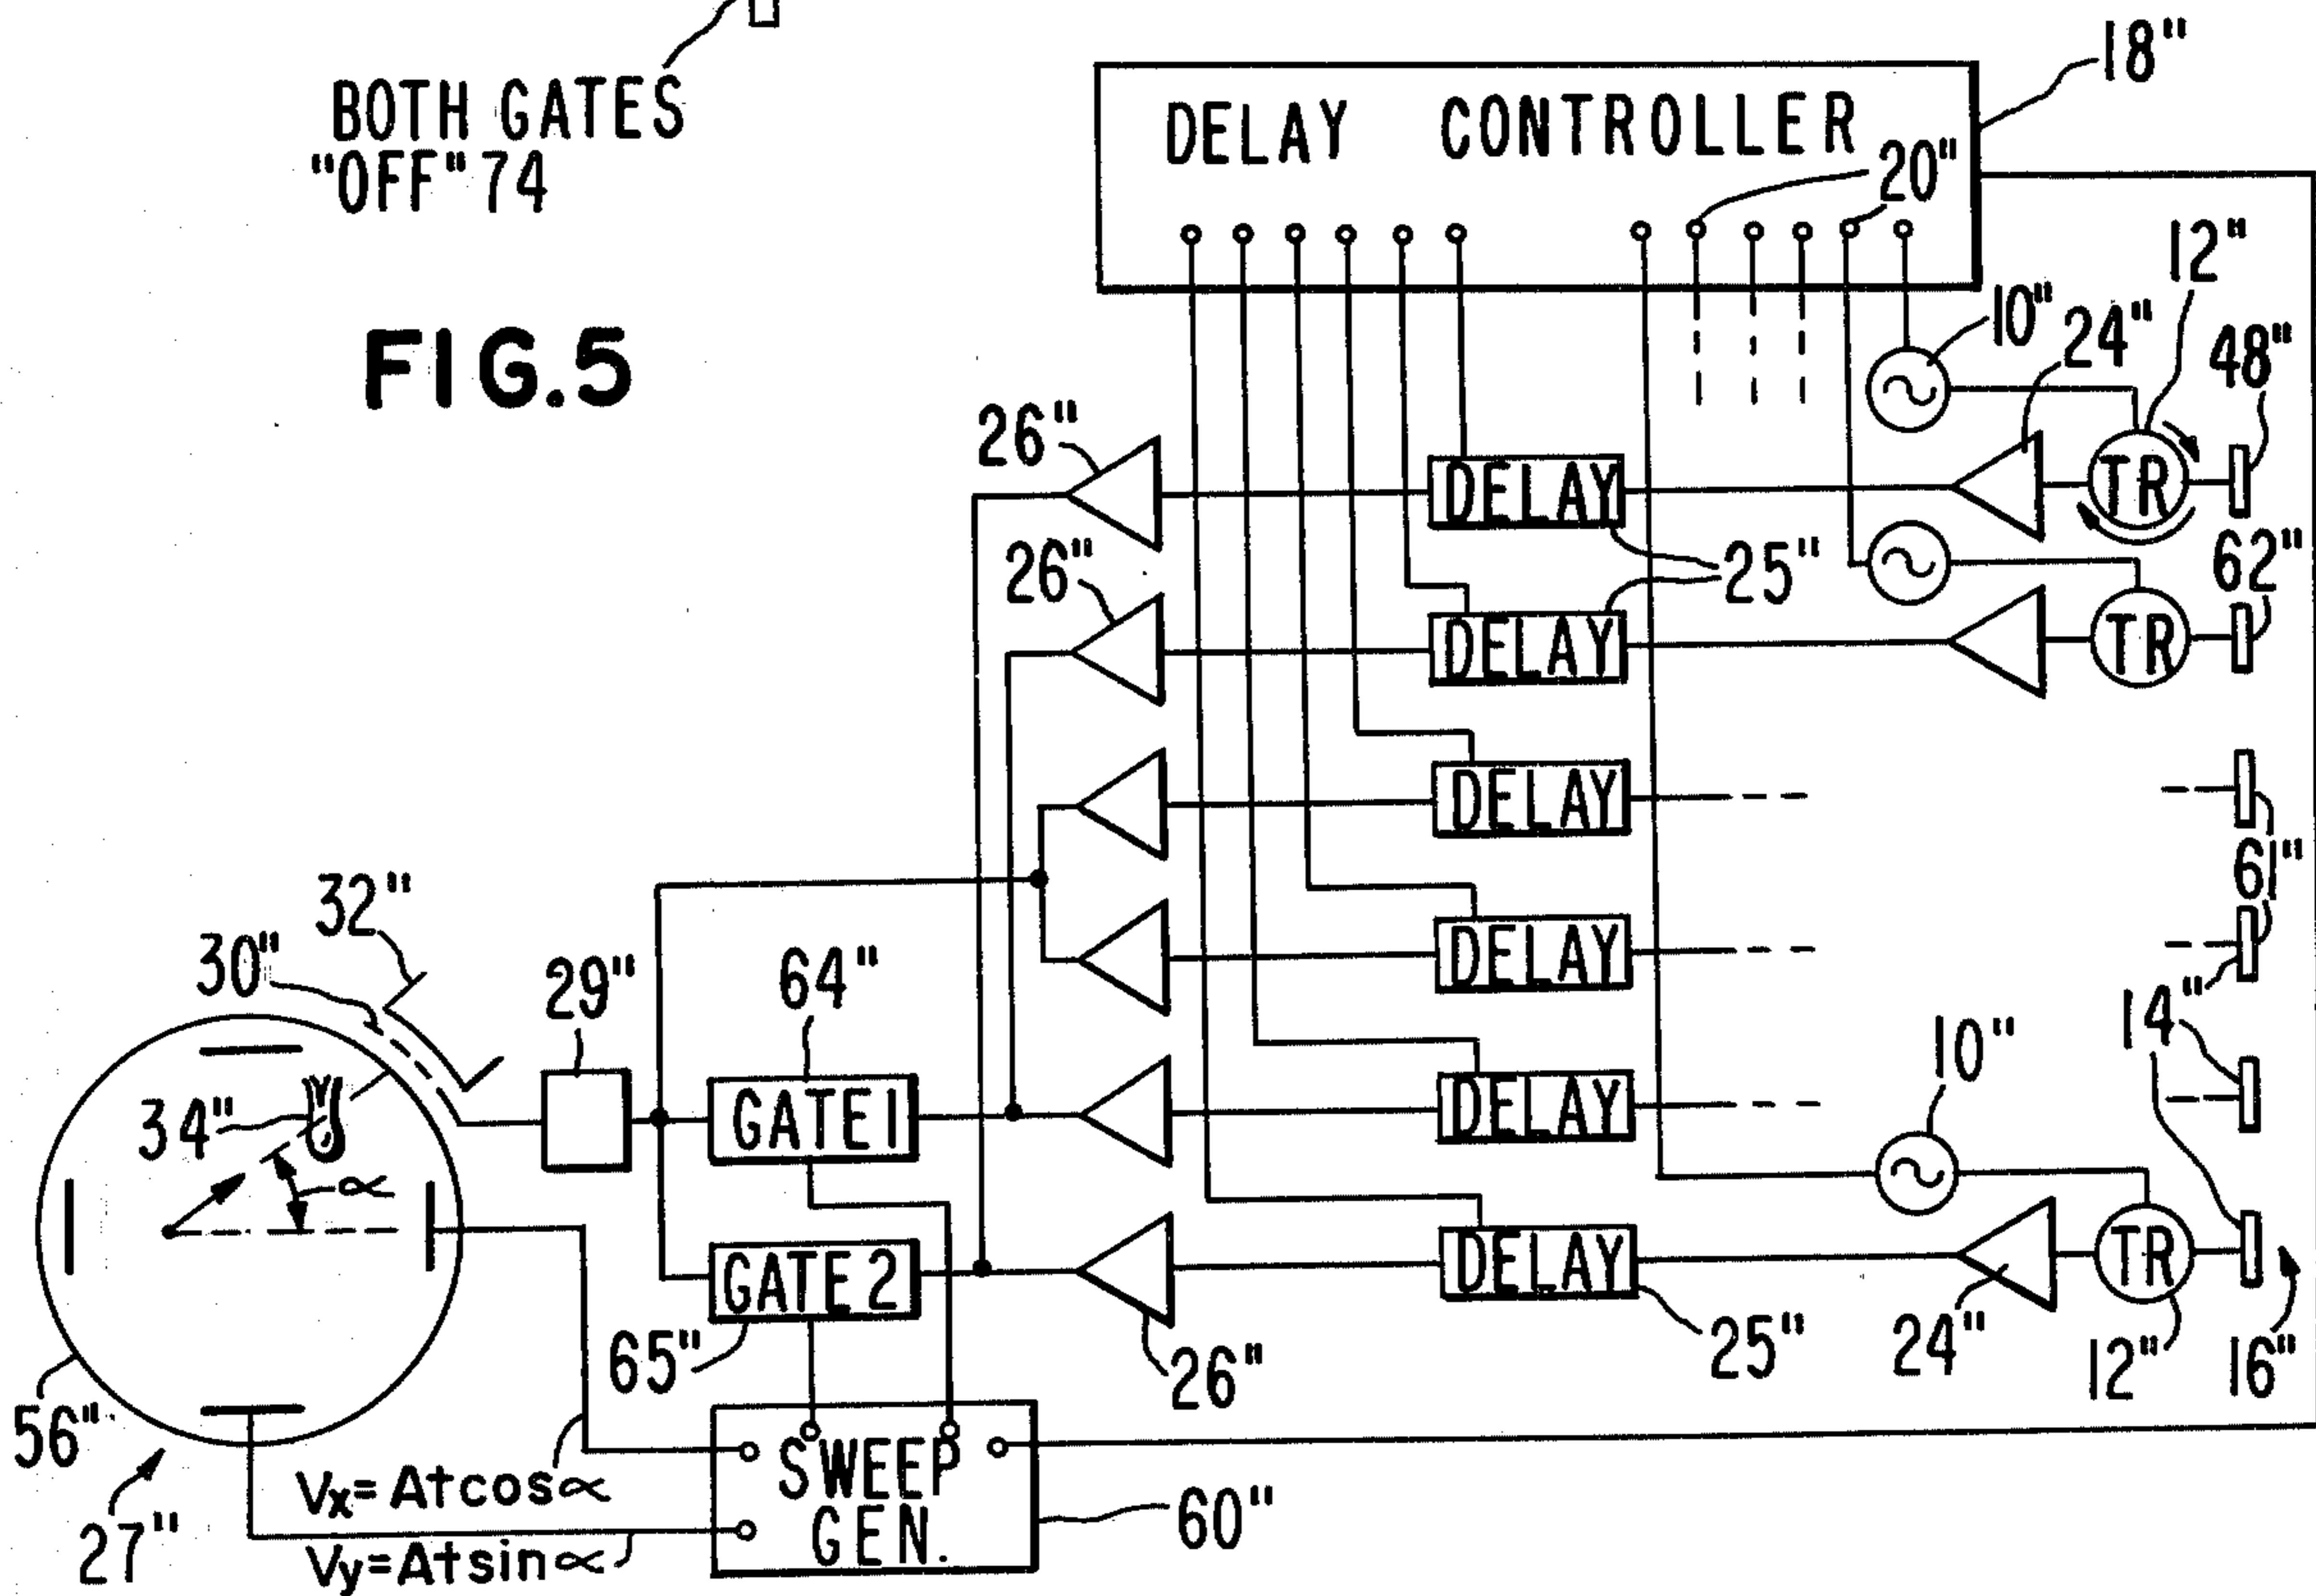 BOTH GATES
"OFF" 74
FIG.5
18"
DELAY CONTROLLER
20"
12"
10"
24"
48"
26"
DELAY
TR
26"
25"
62"
DELAY
TR
DELAY
61"
32"
30"
29"
64"
DELAY
14"
10"
34"
GATE 1
DELAY
∝
GATE 2
DELAY
TR
65"
26"
25"
24"
12"
16"
56"
SWEEP
GEN.
Vx=Atcos∝
27"
60"
Vy=Atsin∝